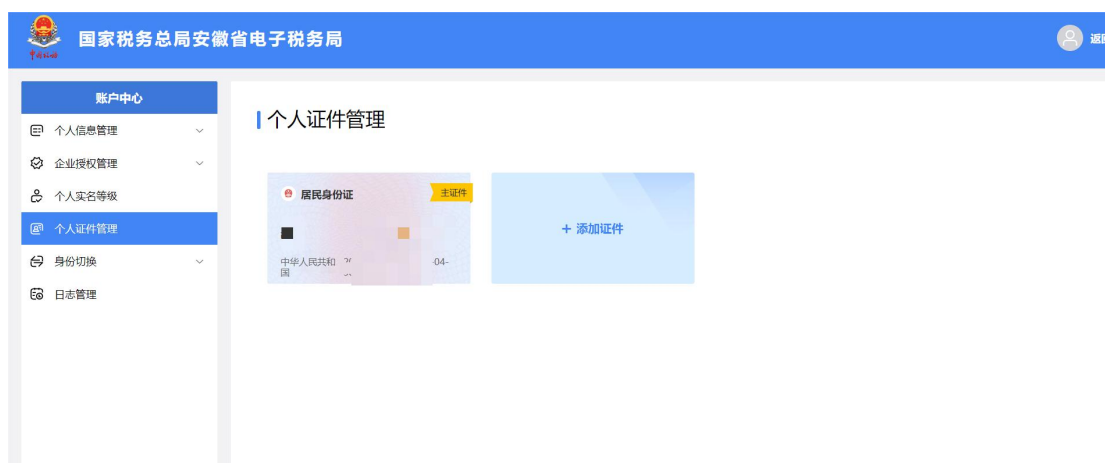 国家税务总局安徽省电子税务局
返回
账户中心
个人信息管理
企业授权管理
个人实名等级
个人证件管理
身份切换
日志管理
个人证件管理
居民身份证
主证件
中华人民共和
国
-04-
+ 添加证件